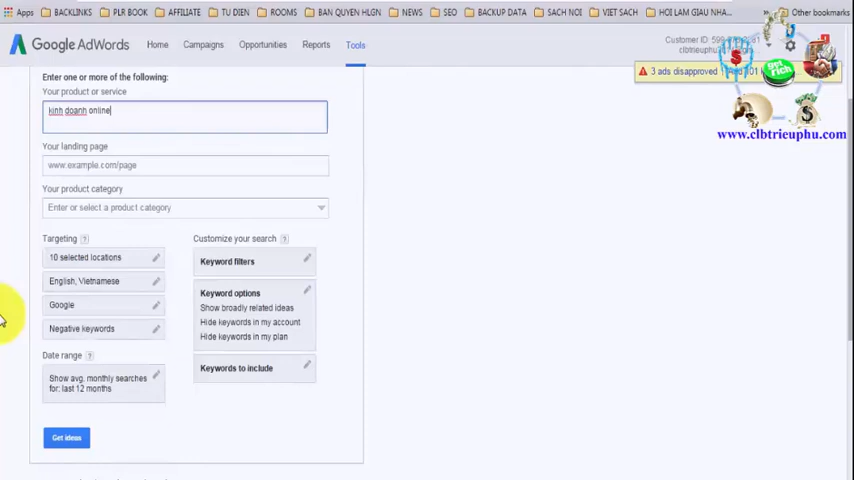 Apps BOOKMARKS PLR BOOK AFFILIATE TU DIEN ROOMS BAN QUYEN HLGN NEWS SEO BACKUP DATA SACH NOI VIET SACH HOI LAM GIAU NHA... » Other bookmarks
Google AdWords Home Campaigns Opportunities Reports Tools
Customer ID:
clbtrieuphu
3 ads disapproved
get rich
$
$
www.clbtrieuphu.com
Enter one or more of the following:
Your product or service
kinh doanh online
Your landing page
www.example.com/page
Your product category
Enter or select a product category
Targeting ?
10 selected locations
English, Vietnamese
Google
Negative keywords
Date range ?
Show avg. monthly searches
for: last 12 months
Customize your search ?
Keyword filters
Keyword options
Show broadly related ideas
Hide keywords in my account
Hide keywords in my plan
Keywords to include
Get ideas